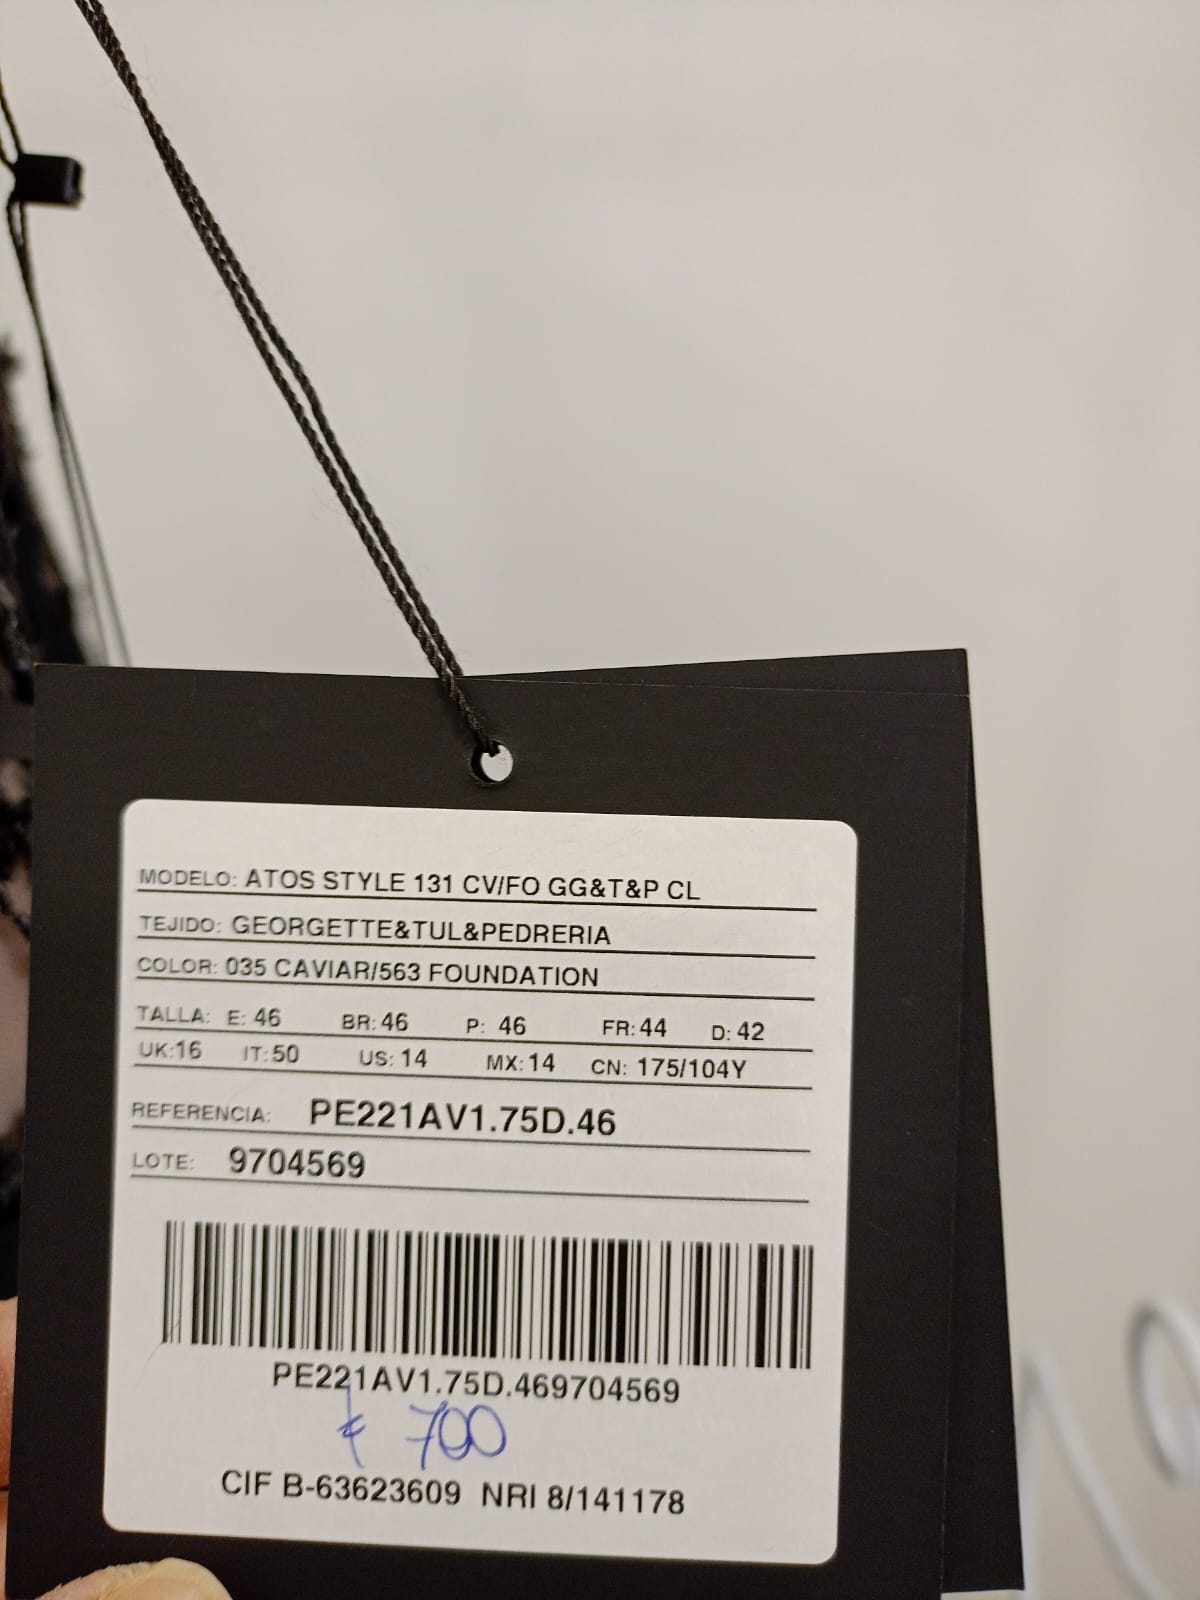 MODELO: ATOS STYLE 131 CV/FO GG&T&P CL
TEJIDO: GEORGETTE&TUL&PEDRERIA
COLOR: 035 CAVIAR/563 FOUNDATION
TALLA: E: 46 BR: 46 P: 46 FR: 44 D: 42
UK:16 IT:50 US: 14 MX: 14 CN: 175/104Y
REFERENCIA: PE221AV1.75D.46
LOTE: 9704569
PE221AV1.75D.469704569
€ 700
CIF B-63623609 NRI 8/141178